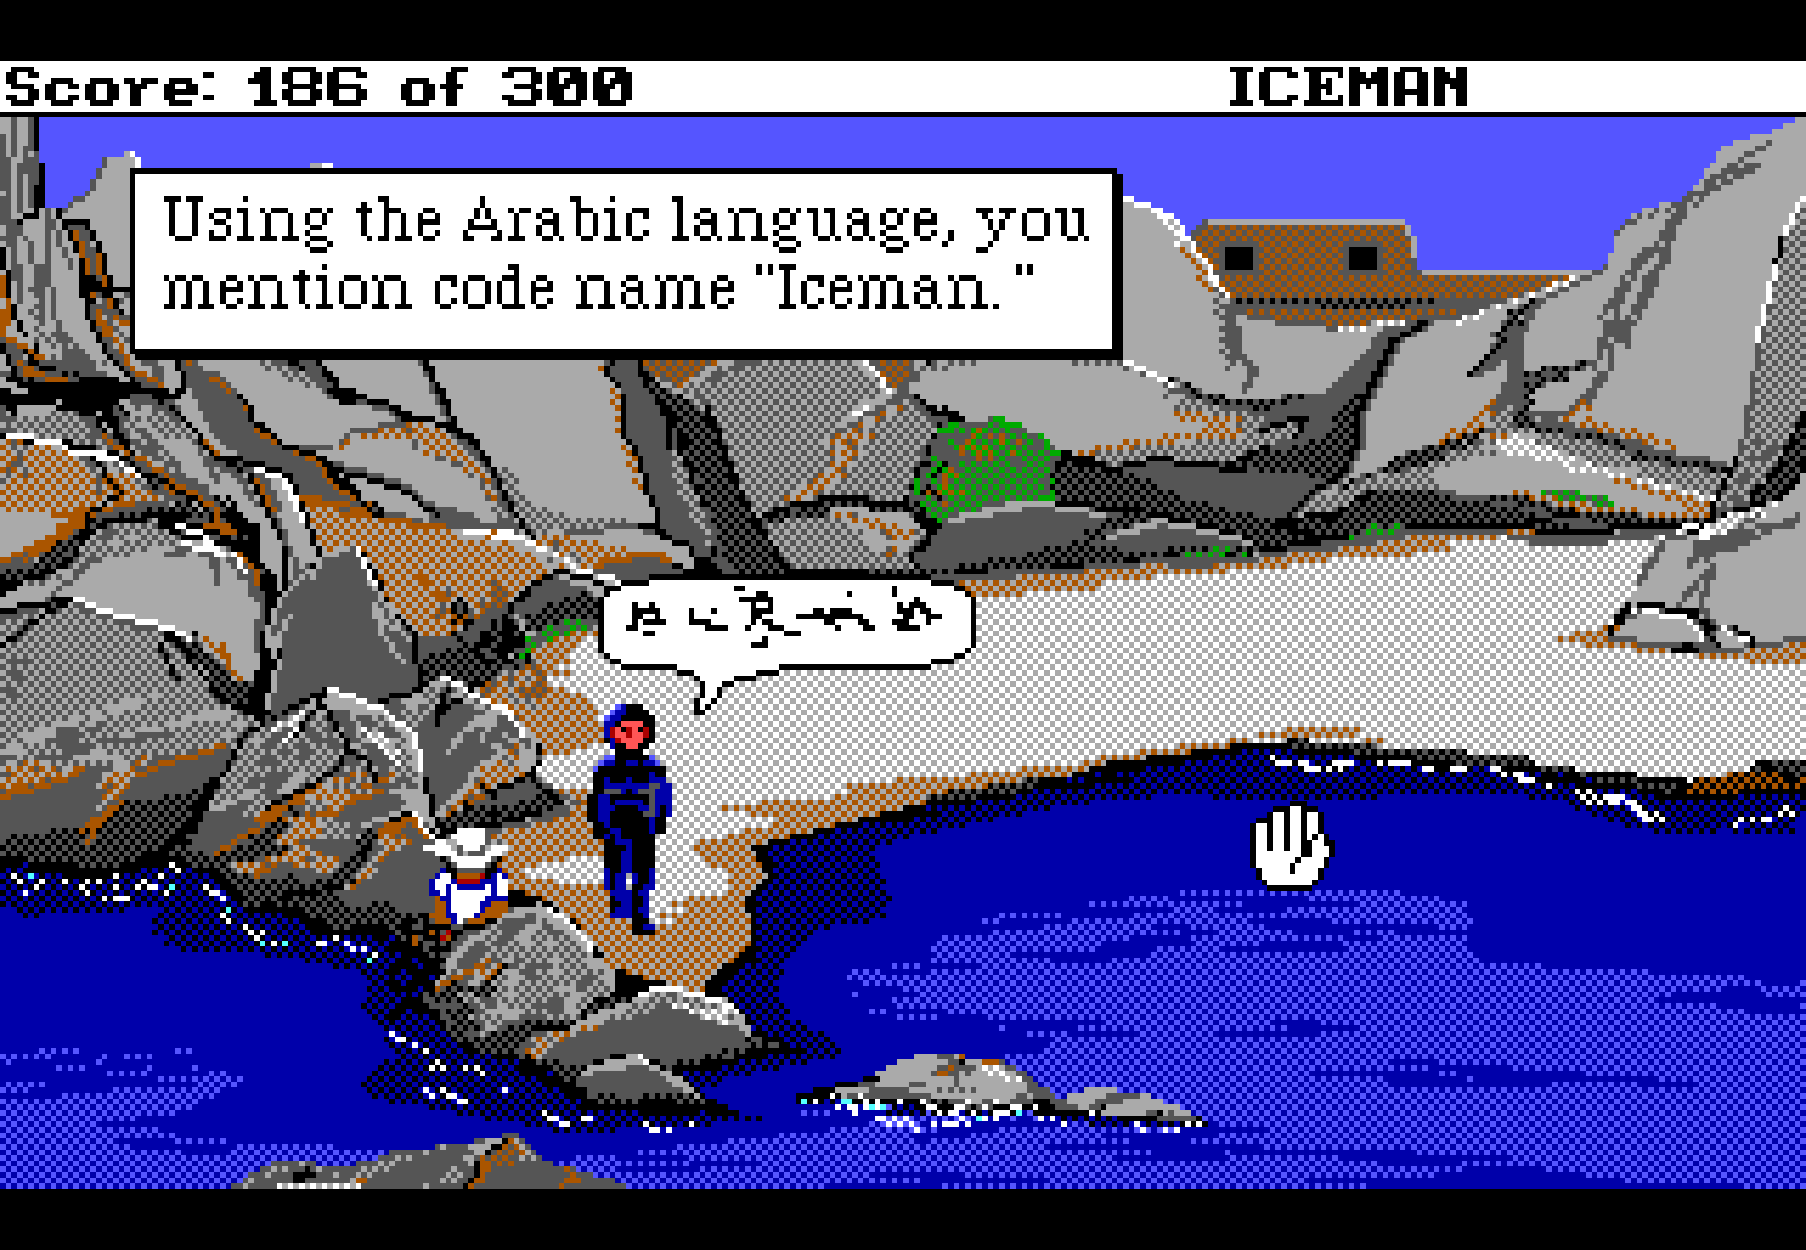 Score: 186 of 300 ICEMAN
Using the Arabic language, you
mention code name "Iceman."